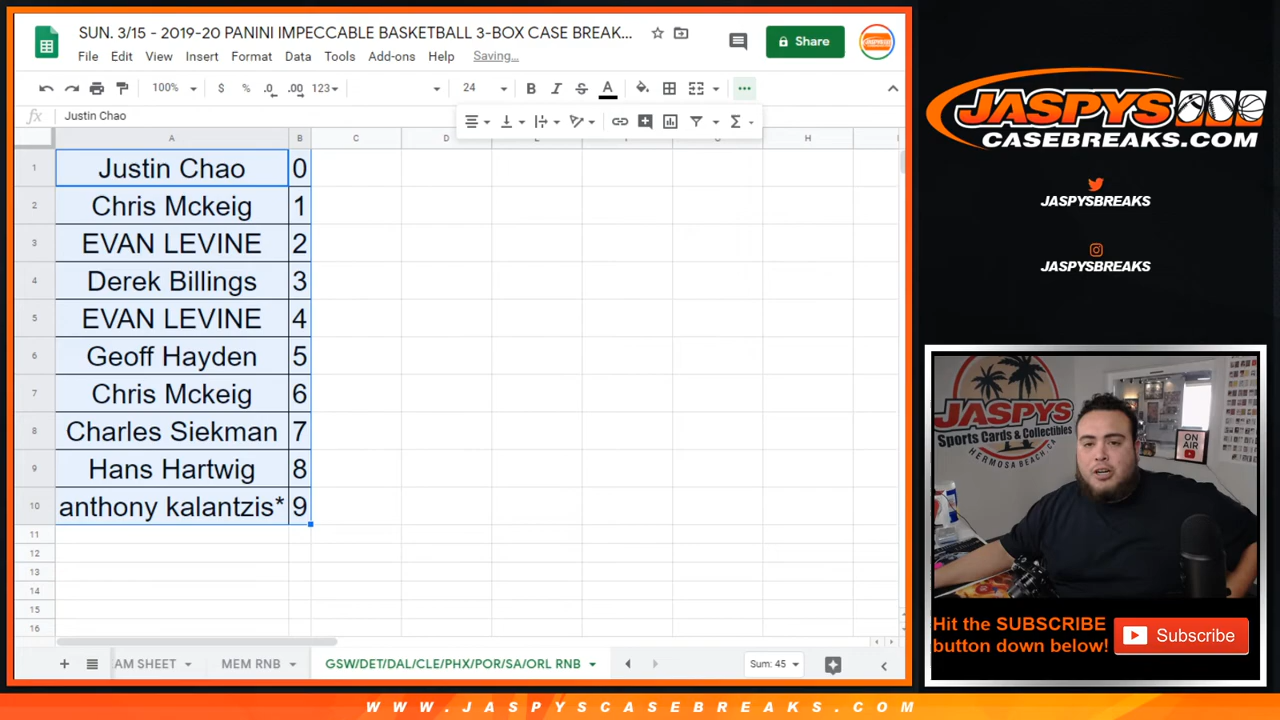 SUN. 3/15 - 2019-20 PANINI IMPECCABLE BASKETBALL 3-BOX CASE BREAK...
Share
File Edit View Insert Format Data Tools Add-ons Help Saving...
100% $ % .0 .00 123 24 B I S A
fx Justin Chao
A B C D E F G H
1 Justin Chao 0
2 Chris Mckeig 1
3 EVAN LEVINE 2
4 Derek Billings 3
5 EVAN LEVINE 4
6 Geoff Hayden 5
7 Chris Mckeig 6
8 Charles Siekman 7
9 Hans Hartwig 8
10 anthony kalantzis* 9
11
12
13
14
15
16
AM SHEET MEM RNB GSW/DET/DAL/CLE/PHX/POR/SA/ORL RNB Sum: 45
JASPYS
CASEBREAKS.COM
JASPYSBREAKS
JASPYSBREAKS
JASPYS
Sports Cards & Collectibles
HERMOSA BEACH, CA
ON AIR
Hit the SUBSCRIBE
button down below!
Subscribe
WWW.JASPYSCASEBREAKS.COM